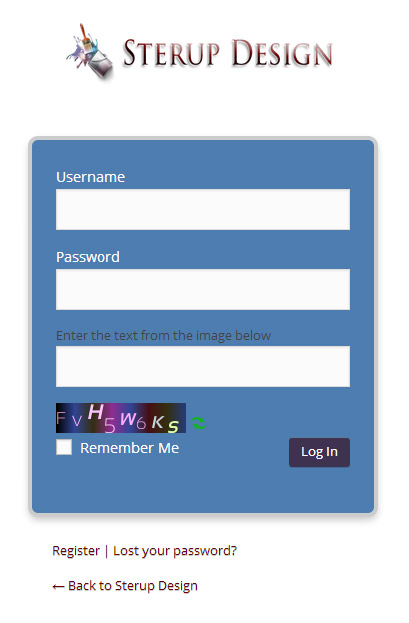 STERUP DESIGN
Username
Password
Enter the text from the image below
FvH5W6Ks
Remember Me
Log In
Register | Lost your password?
← Back to Sterup Design